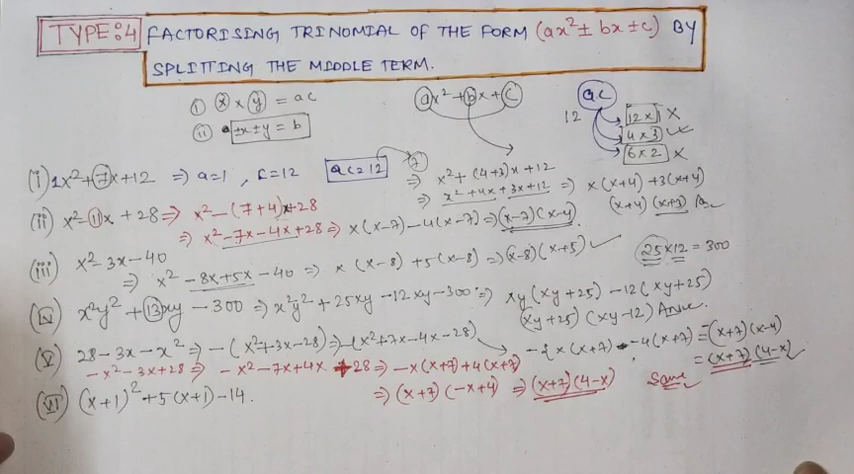 TYPE:4 FACTORISING TRINOMIAL OF THE FORM (ax² ± bx ± c) BY
SPLITTING THE MIDDLE TERM.
(i) x × y = ac
(ii) ±x ± y = b
ax² + bx + c
ac
12
12 × 1 ×
4 × 3 ✓
6 × 2 ×
(i) 1x² + 7x + 12 ⇒ a=1 , c=12
ac=12
7
⇒ x² + (4+3)x + 12
⇒ x² + 4x + 3x + 12 ⇒ x(x+4) + 3(x+4)
(x+4) (x+3)
(ii) x² - 11x + 28 ⇒ x² - (7+4)x + 28
⇒ x² - 7x - 4x + 28 ⇒ x(x-7) - 4(x-7) ⇒ (x-7)(x-4)
(iii) x² - 3x - 40
⇒ x² - 8x + 5x - 40 ⇒ x(x-8) + 5(x-8) ⇒ (x-8)(x+5) ✓
25 × 12 = 300
(iv) x²y² + 13xy - 300 ⇒ x²y² + 25xy - 12xy - 300 ⇒ xy(xy+25) - 12(xy+25)
(xy+25) (xy-12)
(v) 28 - 3x - x² ⇒ -(x²+3x-28) ⇒ -(x²+7x-4x-28)
x(x+7) - 4(x+7) = (x+7)(x-4)
= (x+7)(4-x)
-x² - 3x + 28 ⇒ -x² - 7x + 4x + 28 ⇒ -x(x+7) + 4(x+7)
⇒ (x+7)(-x+4) ⇒ (x+7)(4-x)
Same
(vi) (x+1)² + 5(x+1) - 14.